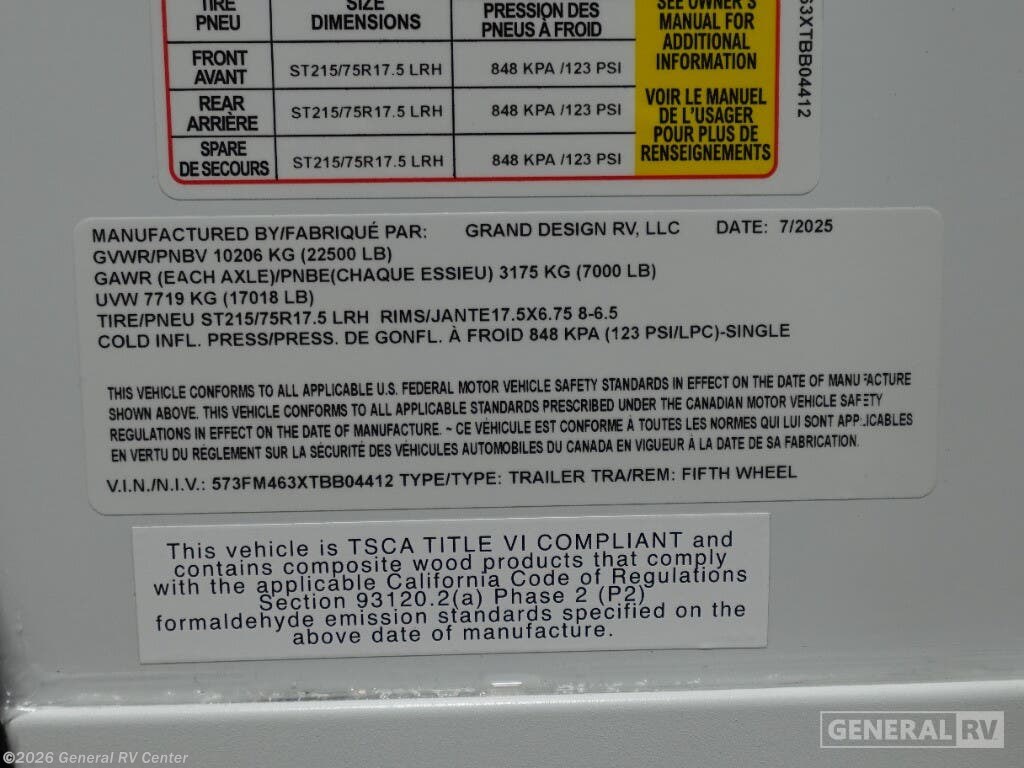 TIRE SIZE PRESSION DES SEE OWNER'S
PNEU DIMENSIONS PNEUS À FROID MANUAL FOR
ADDITIONAL
INFORMATION
FRONT ST215/75R17.5 LRH 848 KPA /123 PSI
AVANT
REAR ST215/75R17.5 LRH 848 KPA /123 PSI
ARRIÈRE
SPARE ST215/75R17.5 LRH 848 KPA /123 PSI
DE SECOURS
VOIR LE MANUEL
DE L'USAGER
POUR PLUS DE
RENSEIGNEMENTS
63XTBB04412
MANUFACTURED BY/FABRIQUÉ PAR: GRAND DESIGN RV, LLC DATE: 7/2025
GVWR/PNBV 10206 KG (22500 LB)
GAWR (EACH AXLE)/PNBE(CHAQUE ESSIEU) 3175 KG (7000 LB)
UVW 7719 KG (17018 LB)
TIRE/PNEU ST215/75R17.5 LRH RIMS/JANTE17.5X6.75 8-6.5
COLD INFL. PRESS/PRESS. DE GONFL. À FROID 848 KPA (123 PSI/LPC)-SINGLE
THIS VEHICLE CONFORMS TO ALL APPLICABLE U.S. FEDERAL MOTOR VEHICLE SAFETY STANDARDS IN EFFECT ON THE DATE OF MANUFACTURE
SHOWN ABOVE. THIS VEHICLE CONFORMS TO ALL APPLICABLE STANDARDS PRESCRIBED UNDER THE CANADIAN MOTOR VEHICLE SAFETY
REGULATIONS IN EFFECT ON THE DATE OF MANUFACTURE. ~ CE VÉHICULE EST CONFORME À TOUTES LES NORMES QUI LUI SONT APPLICABLES
EN VERTU DU RÉGLEMENT SUR LA SÉCURITÉ DES VÉHICULES AUTOMOBILES DU CANADA EN VIGUEUR À LA DATE DE SA FABRICATION.
V.I.N./N.I.V.: 573FM463XTBB04412 TYPE/TYPE: TRAILER TRA/REM: FIFTH WHEEL
This vehicle is TSCA TITLE VI COMPLIANT and
contains composite wood products that comply
with the applicable California Code of Regulations
Section 93120.2(a) Phase 2 (P2)
formaldehyde emission standards specified on the
above date of manufacture.
GENERAL RV
©2026 General RV Center